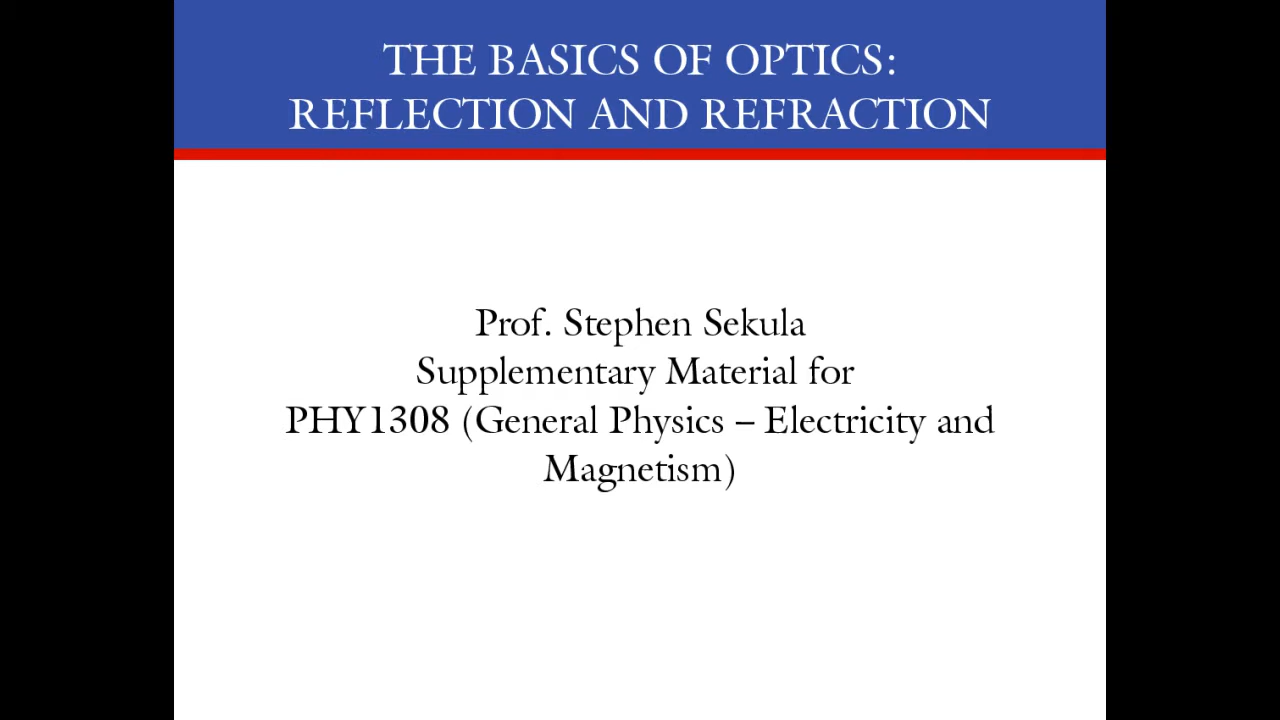 THE BASICS OF OPTICS:
REFLECTION AND REFRACTION
Prof. Stephen Sekula
Supplementary Material for
PHY1308 (General Physics – Electricity and
Magnetism)